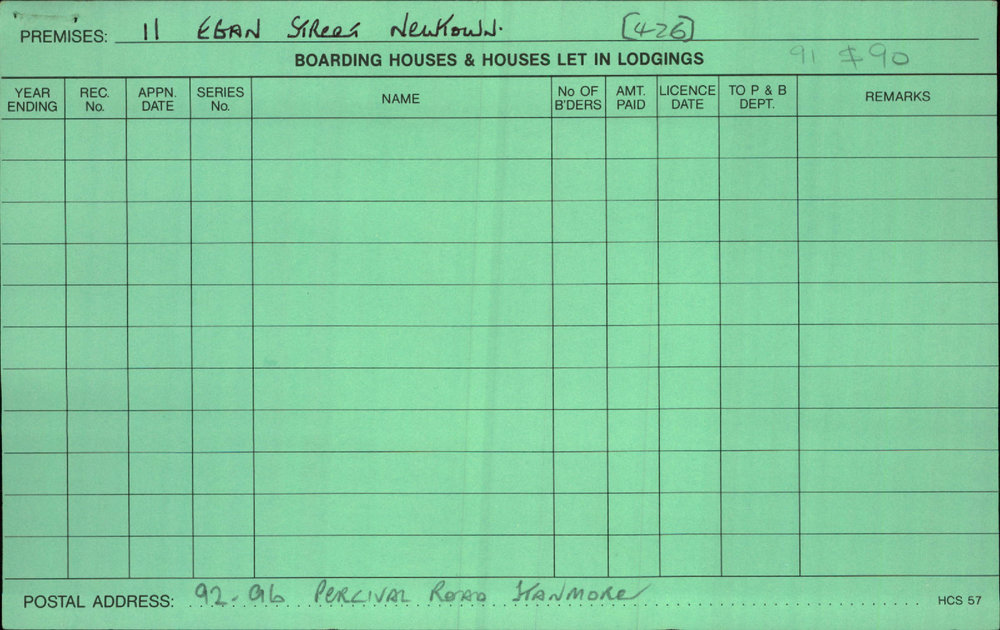 PREMISES: 11 EGAN STREET NEWTOWN. [426]
BOARDING HOUSES & HOUSES LET IN LODGINGS 91 $90
YEAR ENDING REC. No. APPN. DATE SERIES No. NAME No OF B'DERS AMT. PAID LICENCE DATE TO P & B DEPT. REMARKS
POSTAL ADDRESS: 92-96 PERCIVAL ROAD STANMORE HCS 57